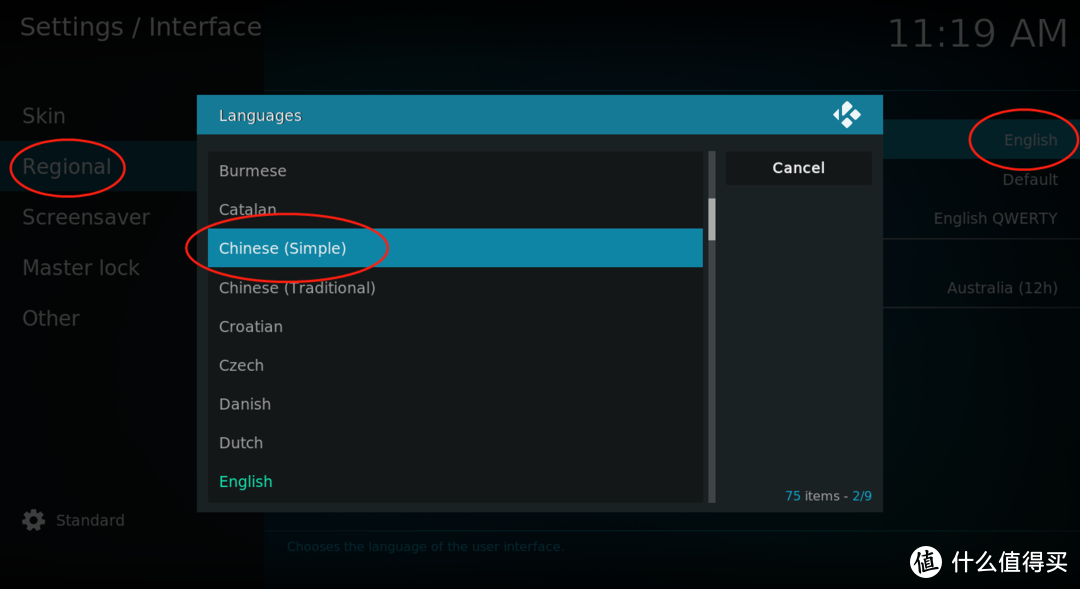 Settings / Interface
11:19 AM
Skin
Regional
Screensaver
Master lock
Other
Standard
Languages
Burmese
Catalan
Chinese (Simple)
Chinese (Traditional)
Croatian
Czech
Danish
Dutch
English
Cancel
75 items - 2/9
English
Default
English QWERTY
Australia (12h)
Chooses the language of the user interface.
值 什么值得买